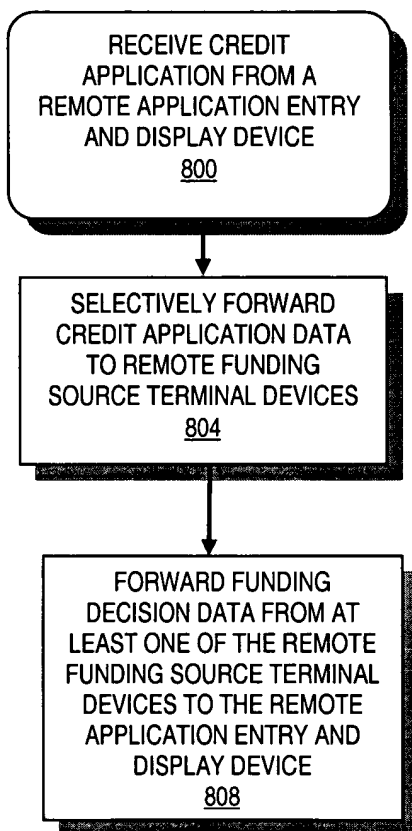 RECEIVE CREDIT
APPLICATION FROM A
REMOTE APPLICATION ENTRY
AND DISPLAY DEVICE
800
SELECTIVELY FORWARD
CREDIT APPLICATION DATA
TO REMOTE FUNDING
SOURCE TERMINAL DEVICES
804
FORWARD FUNDING
DECISION DATA FROM AT
LEAST ONE OF THE REMOTE
FUNDING SOURCE TERMINAL
DEVICES TO THE REMOTE
APPLICATION ENTRY AND
DISPLAY DEVICE
808